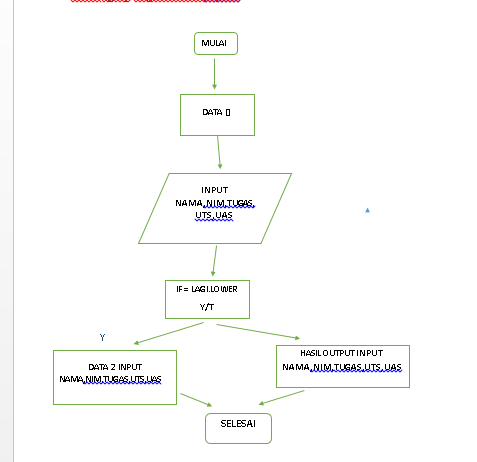 MULAI
DATA []
INPUT
NAMA,NIM,TUGAS,
UTS,UAS
IF = LAGI.LOWER
Y/T
Y
DATA 2 INPUT
NAMA,NIM,TUGAS,UTS,UAS
HASIL OUTPUT INPUT
NAMA,NIM,TUGAS,UTS,UAS
SELESAI